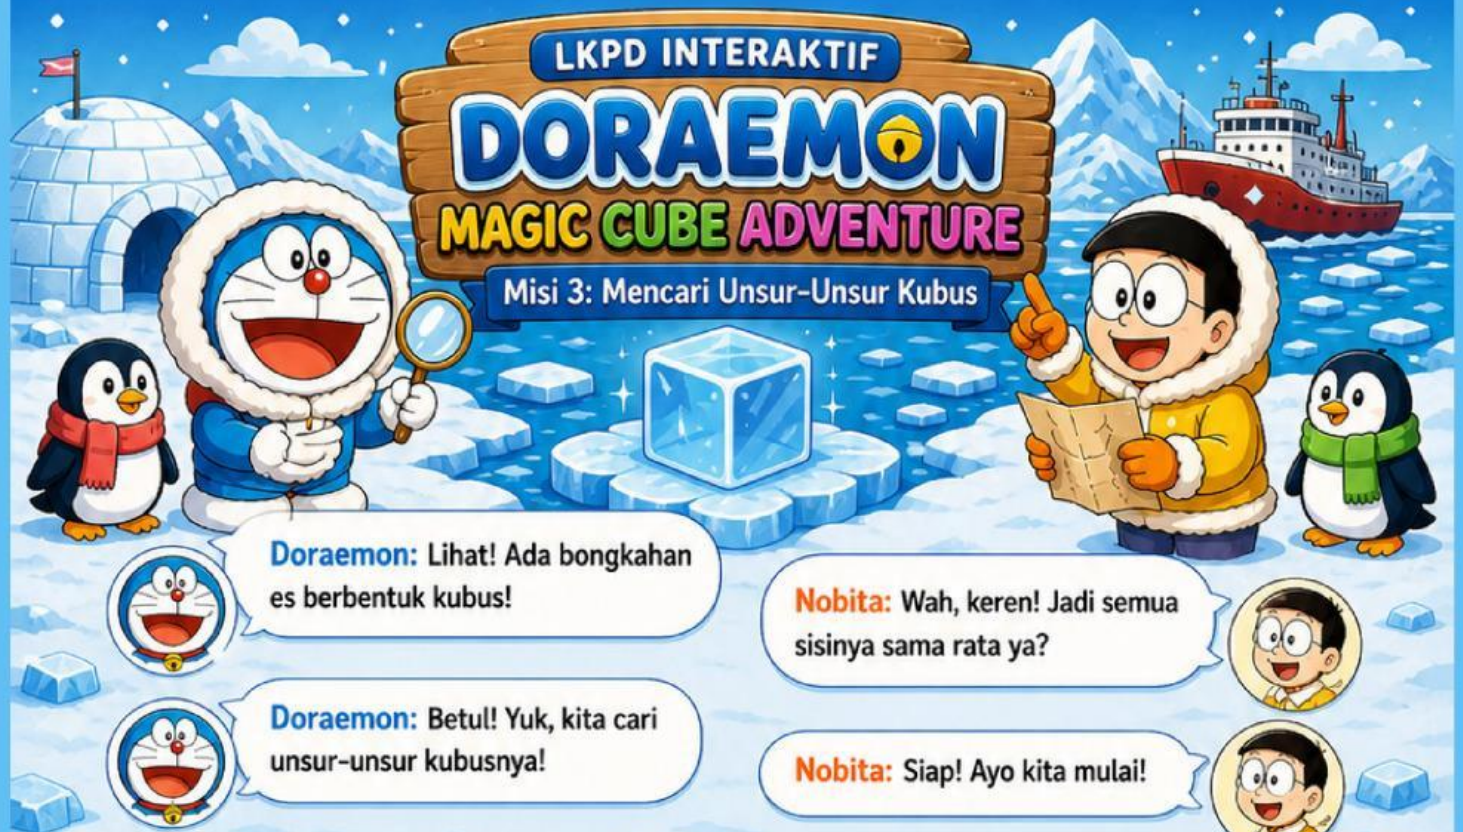 LKPD INTERAKTIF
DORAEMON
MAGIC CUBE ADVENTURE
Misi 3: Mencari Unsur-Unsur Kubus
Doraemon: Lihat! Ada bongkahan
es berbentuk kubus!
Nobita: Wah, keren! Jadi semua
sisinya sama rata ya?
Doraemon: Betul! Yuk, kita cari
unsur-unsur kubusnya!
Nobita: Siap! Ayo kita mulai!